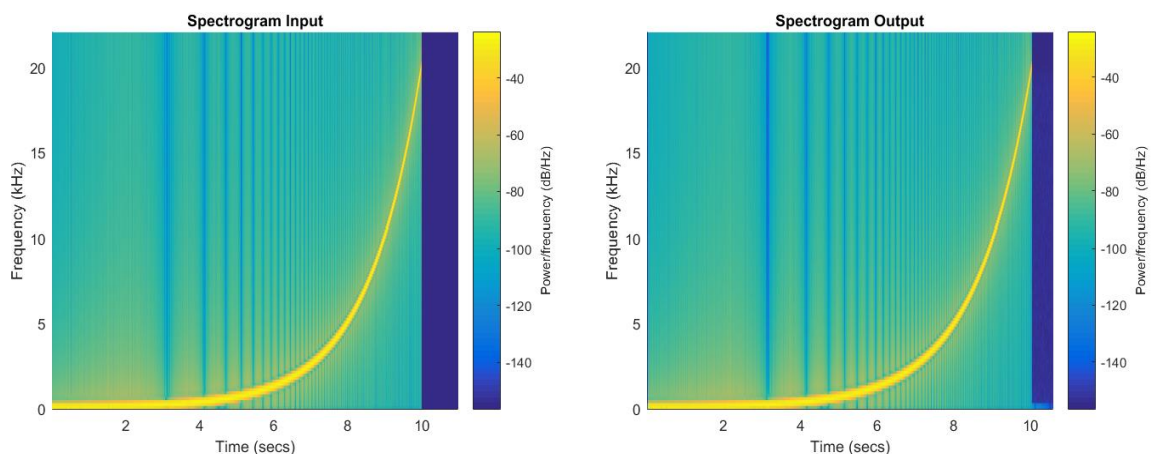 Spectrogram Input
20
15
10
5
0
Frequency (kHz)
2 4 6 8 10
Time (secs)
-40
-60
-80
-100
-120
-140
Power/frequency (dB/Hz)
Spectrogram Output
20
15
10
5
0
Frequency (kHz)
2 4 6 8 10
Time (secs)
-40
-60
-80
-100
-120
-140
Power/frequency (dB/Hz)